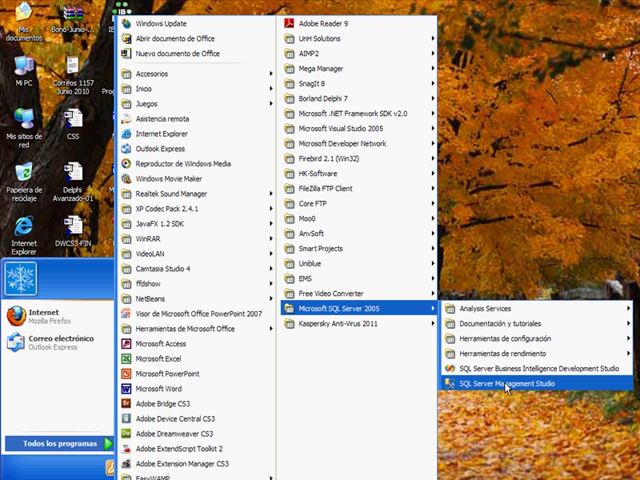 Mis documentos
Bono-Junio-...
IB
Mi PC
Correos 1157
Junio 2010
Mis sitios de red
CSS
Papelera de reciclaje
Delphi
Avanzado-01
Internet Explorer
DWCS3-FIN
Internet
Mozilla Firefox
Correo electrónico
Outlook Express
Todos los programas
Windows Update
Abrir documento de Office
Nuevo documento de Office
Accesorios
Inicio
Juegos
Asistencia remota
Internet Explorer
Outlook Express
Reproductor de Windows Media
Windows Movie Maker
Realtek Sound Manager
XP Codec Pack 2.4.1
JavaFX 1.2 SDK
WinRAR
VideoLAN
Camtasia Studio 4
ffdshow
NetBeans
Visor de Microsoft Office PowerPoint 2007
Herramientas de Microsoft Office
Microsoft Access
Microsoft Excel
Microsoft PowerPoint
Microsoft Word
Adobe Bridge CS3
Adobe Device Central CS3
Adobe Dreamweaver CS3
Adobe ExtendScript Toolkit 2
Adobe Extension Manager CS3
EasyWAMP
Adobe Reader 9
UnH Solutions
AIMP2
Mega Manager
SnagIt 8
Borland Delphi 7
Microsoft .NET Framework SDK v2.0
Microsoft Visual Studio 2005
Microsoft Developer Network
Firebird 2.1 (Win32)
HK-Software
FileZilla FTP Client
Core FTP
Moo0
AnvSoft
Smart Projects
Uniblue
EMS
Free Video Converter
Microsoft SQL Server 2005
Kaspersky Anti-Virus 2011
Analysis Services
Documentación y tutoriales
Herramientas de configuración
Herramientas de rendimiento
SQL Server Business Intelligence Development Studio
SQL Server Management Studio